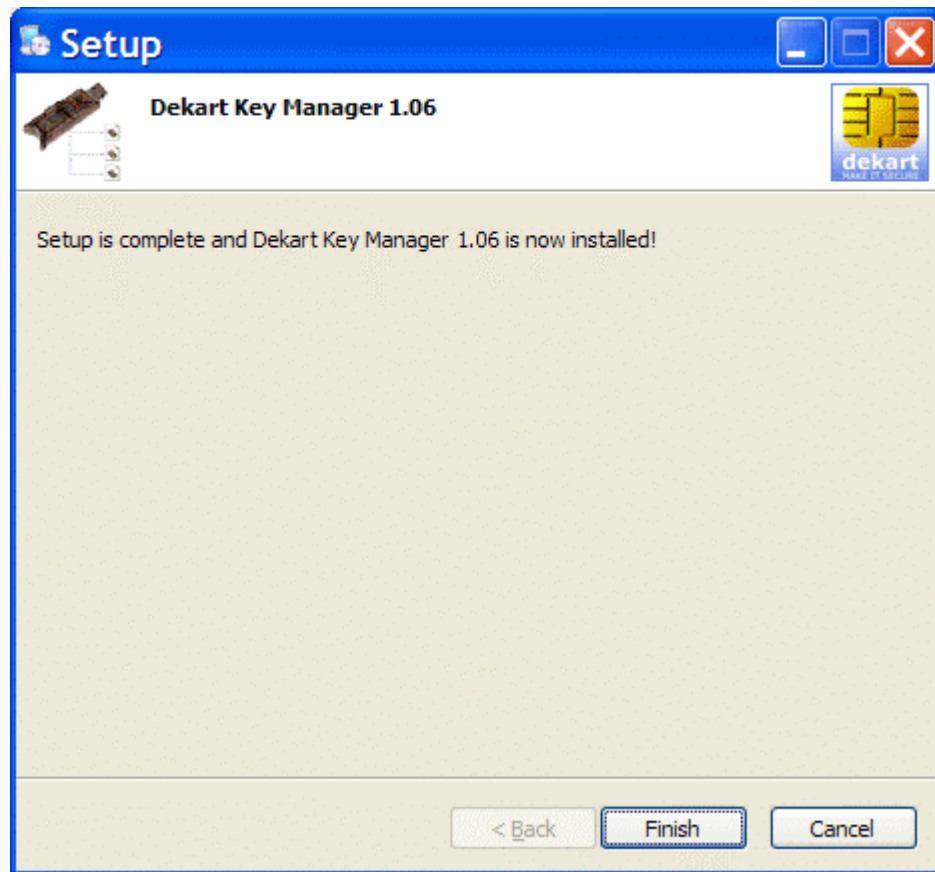 Setup
Dekart Key Manager 1.06
dekart
MAKE IT SECURE
Setup is complete and Dekart Key Manager 1.06 is now installed!
< Back
Finish
Cancel